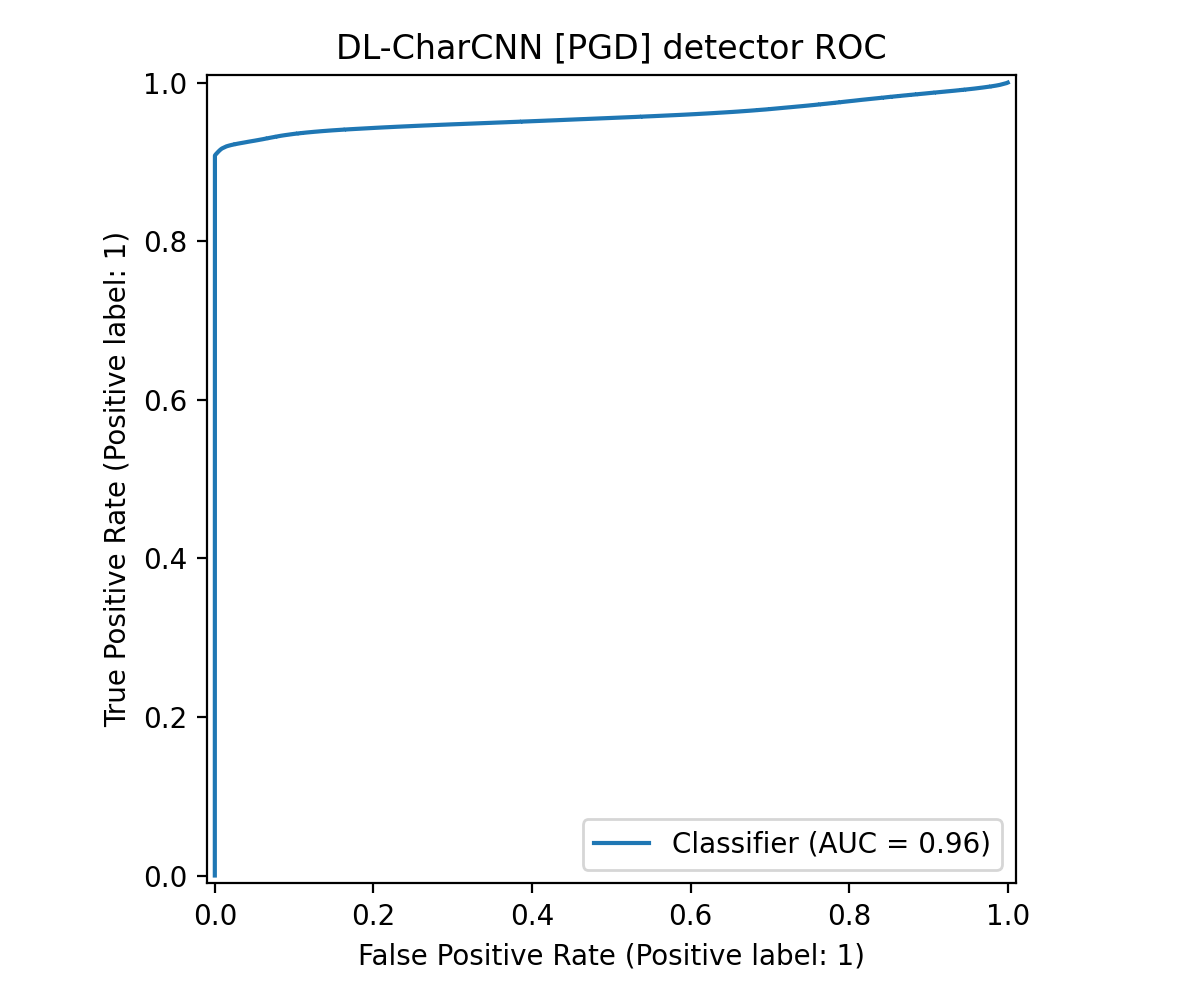 DL-CharCNN [PGD] detector ROC
True Positive Rate (Positive label: 1)
1.0
0.8
0.6
0.4
0.2
0.0
Classifier (AUC = 0.96)
0.0 0.2 0.4 0.6 0.8 1.0
False Positive Rate (Positive label: 1)